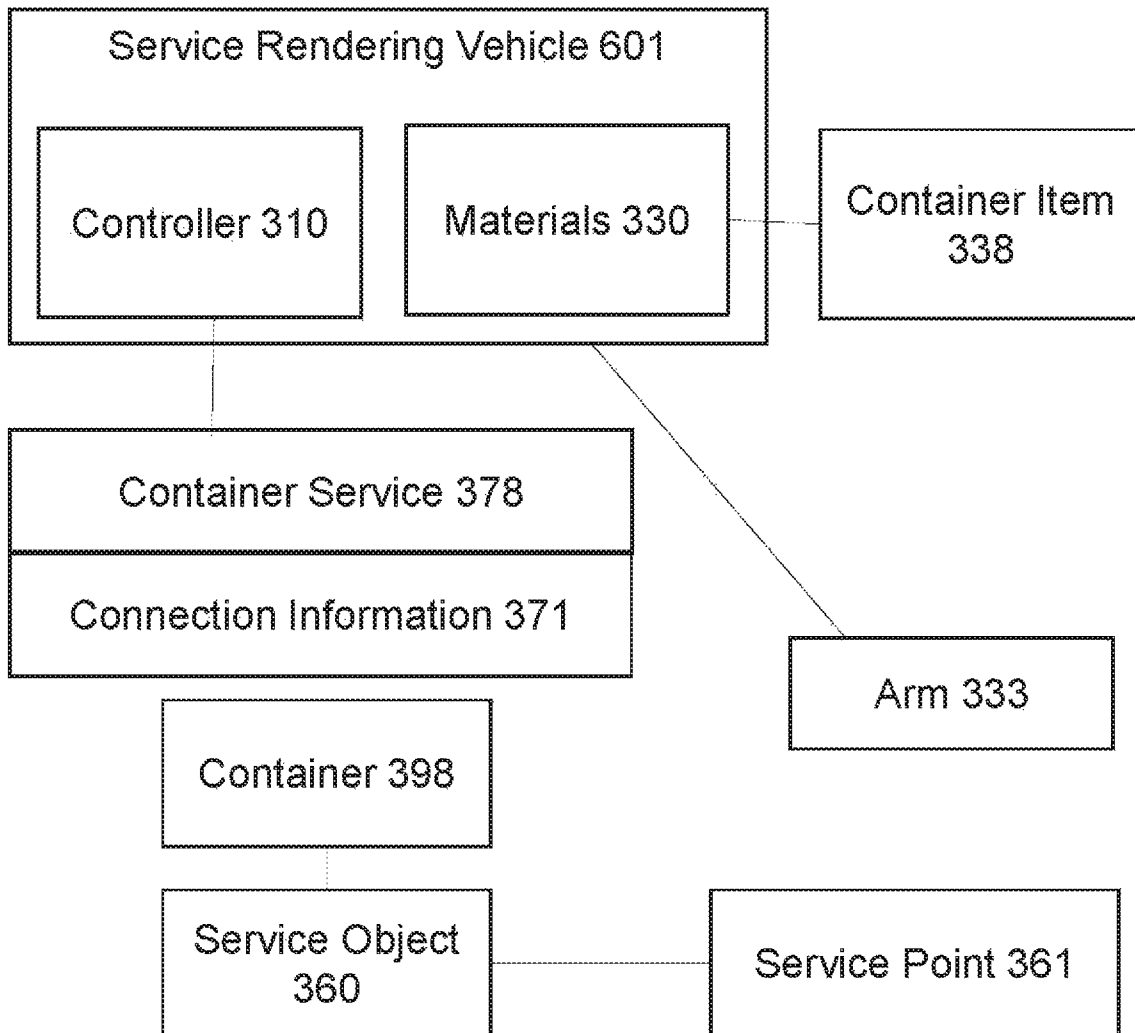 Service Rendering Vehicle 601
Controller 310
Materials 330
Container Item
338
Container Service 378
Connection Information 371
Arm 333
Container 398
Service Object
360
Service Point 361